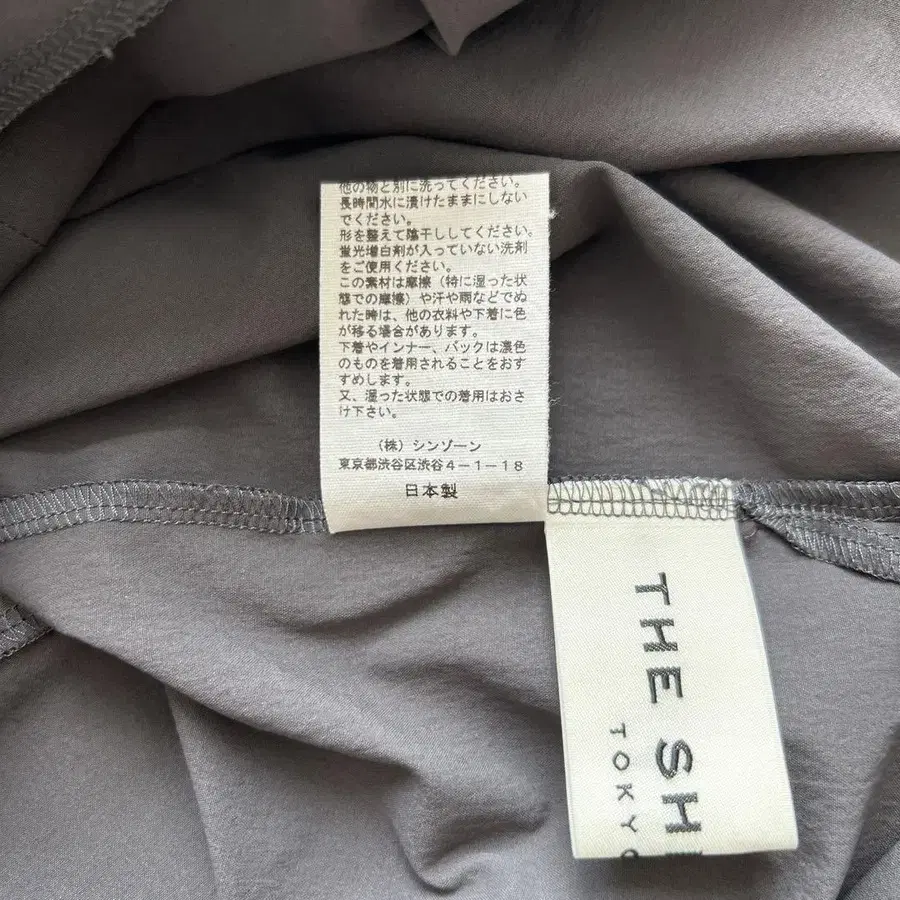 他の物と別に洗ってください。
長時間水に漬けたままにしない
でください。
形を整えて陰干ししてください。
蛍光増白剤が入っていない洗剤
をご使用ください。
この素材は摩擦（特に湿った状
態での摩擦）や汗や雨などでぬ
れた時は、他の衣料や下着に色
が移る場合があります。
下着やインナー、バックは濃色
のものを着用されることをおす
すめします。
又、湿った状態での着用はおさ
け下さい。
（株）シンゾーン
東京都渋谷区渋谷4－1－18
日本製
THE SH
TOKYO